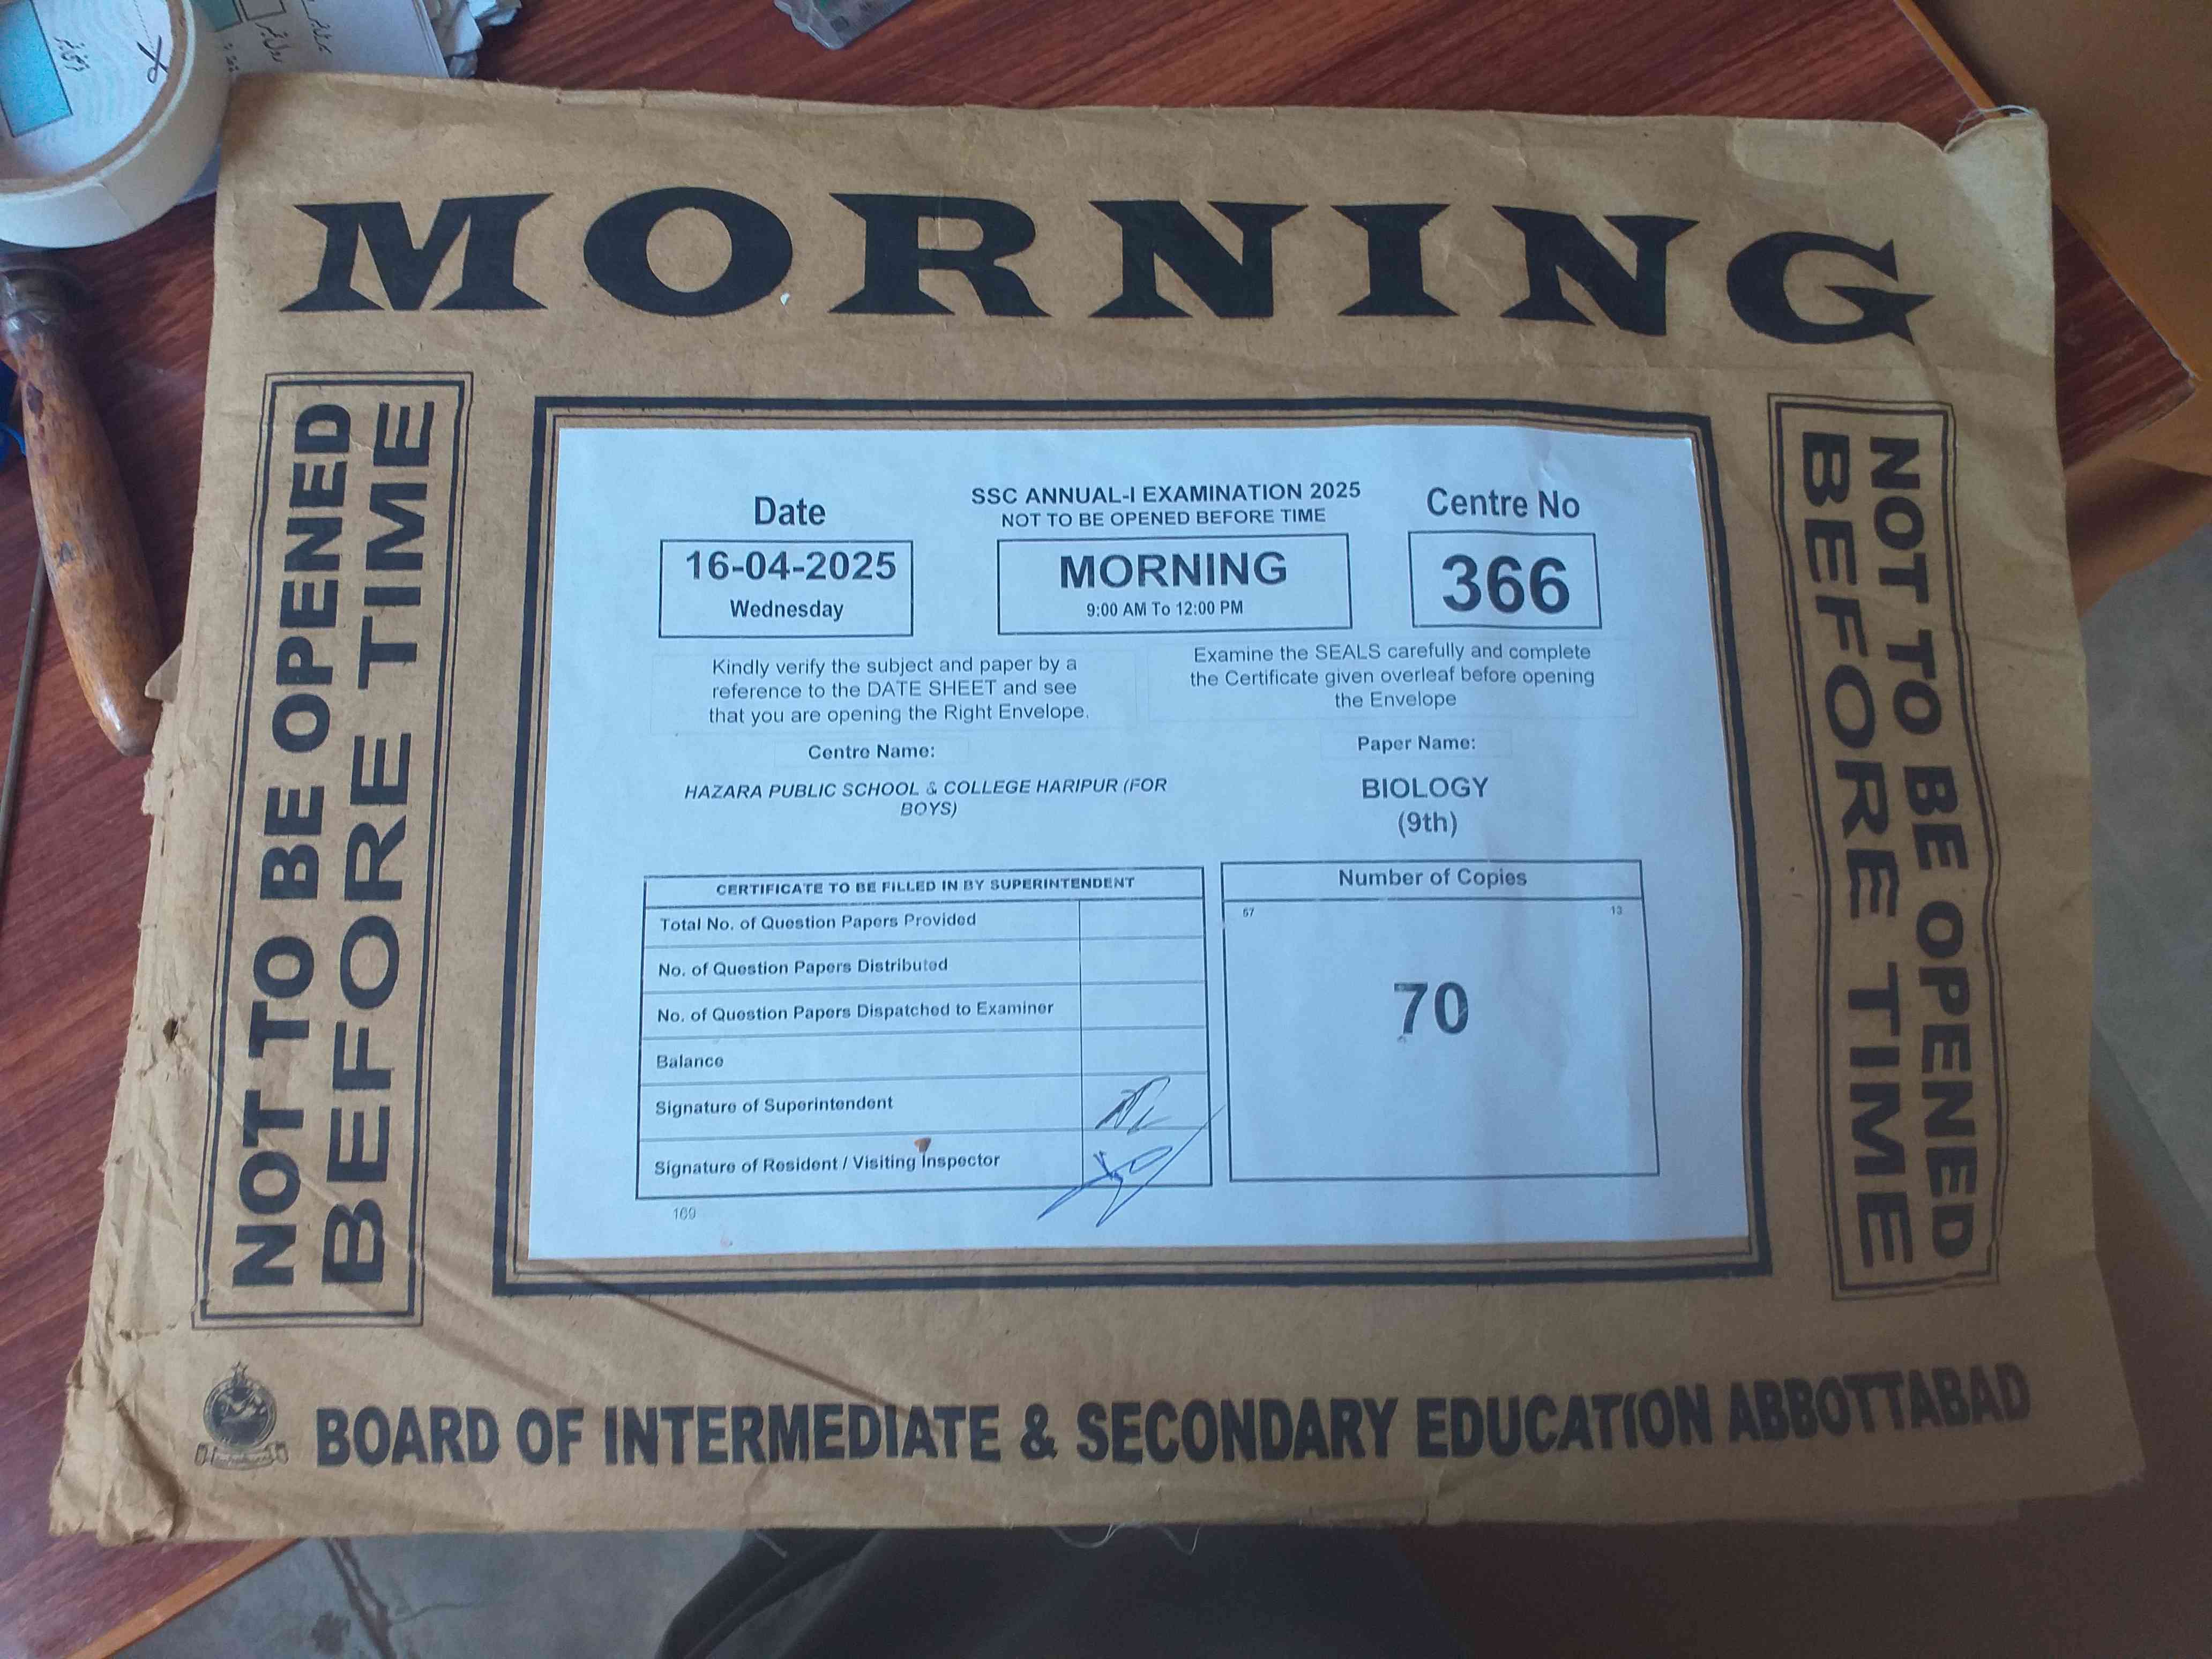 MORNING
NOT TO BE OPENED
BEFORE TIME
Date
16-04-2025
Wednesday
SSC ANNUAL-I EXAMINATION 2025
NOT TO BE OPENED BEFORE TIME
MORNING
9:00 AM To 12:00 PM
Centre No
366
Kindly verify the subject and paper by a
reference to the DATE SHEET and see
that you are opening the Right Envelope.
Examine the SEALS carefully and complete
the Certificate given overleaf before opening
the Envelope
Centre Name:
HAZARA PUBLIC SCHOOL & COLLEGE HARIPUR (FOR
BOYS)
Paper Name:
BIOLOGY
(9th)
CERTIFICATE TO BE FILLED IN BY SUPERINTENDENT
Total No. of Question Papers Provided
No. of Question Papers Distributed
No. of Question Papers Dispatched to Examiner
Balance
Signature of Superintendent
Signature of Resident / Visiting Inspector
169
Number of Copies
67 13
70
NOT TO BE OPENED
BEFORE TIME
BOARD OF INTERMEDIATE & SECONDARY EDUCATION ABBOTTABAD